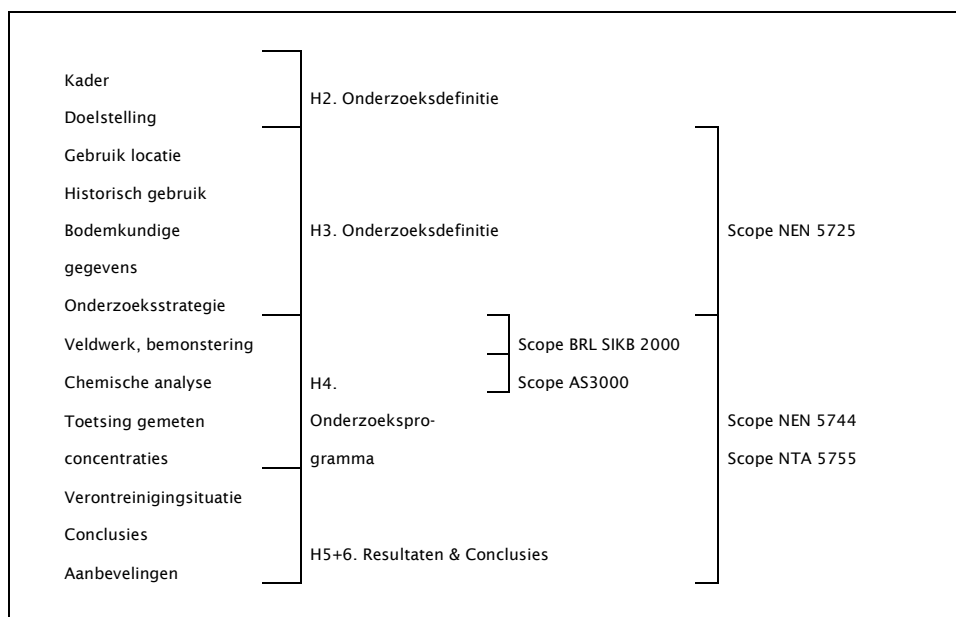 Kader
H2. Onderzoeksdefinitie
Doelstelling
Gebruik locatie
Historisch gebruik
Bodemkundige
H3. Onderzoeksdefinitie
Scope NEN 5725
gegevens
Onderzoeksstrategie
Veldwerk, bemonstering
Scope BRL SIKB 2000
Chemische analyse
H4.
Scope AS3000
Toetsing gemeten
Onderzoekspro-
Scope NEN 5744
concentraties
gramma
Scope NTA 5755
Verontreinigingsituatie
Conclusies
H5+6. Resultaten & Conclusies
Aanbevelingen